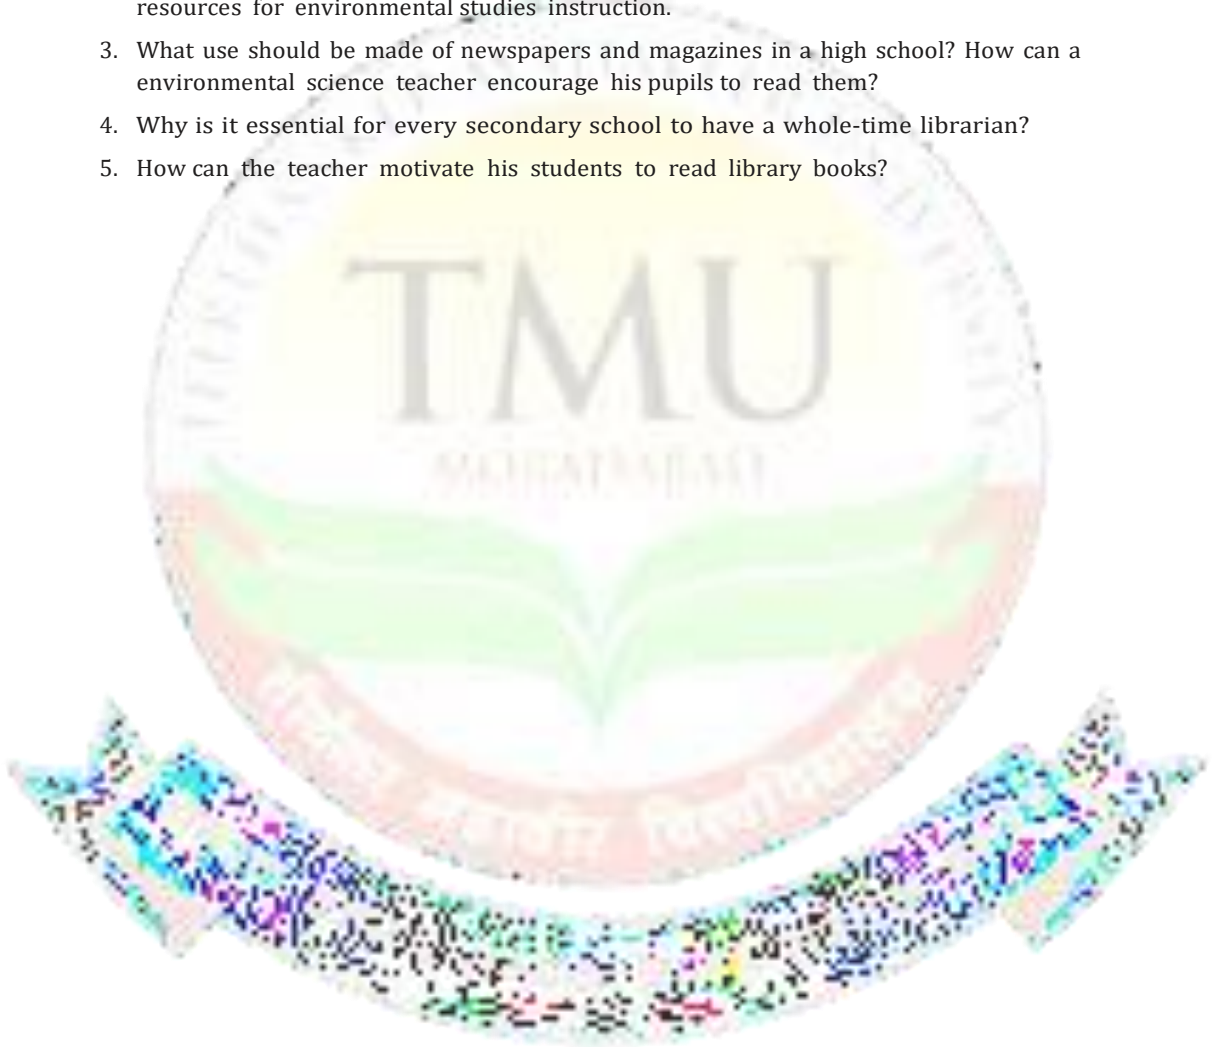 resources for environmental studies instruction.
3. What use should be made of newspapers and magazines in a high school? How can a
environmental science teacher encourage his pupils to read them?
4. Why is it essential for every secondary school to have a whole-time librarian?
5. How can the teacher motivate his students to read library books?
TMU